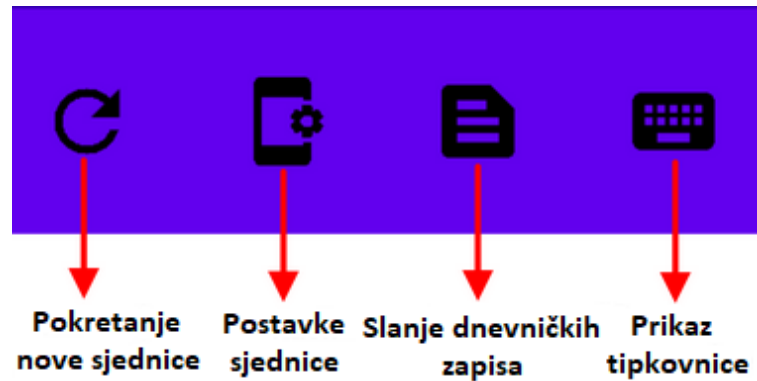 Pokretanje
nove sjednice
Postavke
sjednice
Slanje dnevničkih
zapisa
Prikaz
tipkovnice